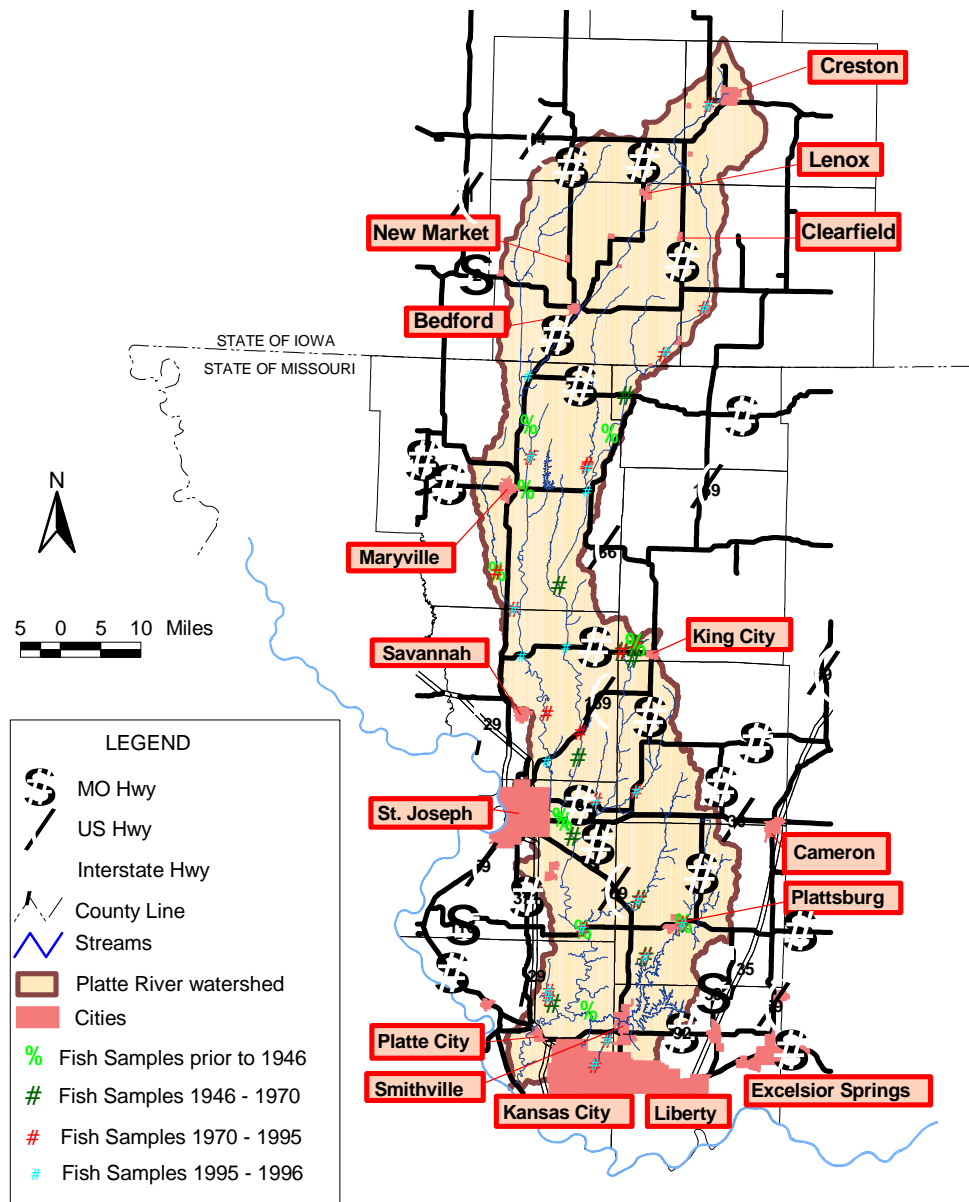 Creston
Lenox
New Market
Clearfield
Bedford
STATE OF IOWA
STATE OF MISSOURI
N
Maryville
5 0 5 10 Miles
King City
Savannah
29
LEGEND
S MO Hwy
US Hwy
Interstate Hwy
County Line
Streams
Platte River watershed
Cities
% Fish Samples prior to 1946
# Fish Samples 1946 - 1970
# Fish Samples 1970 - 1995
# Fish Samples 1995 - 1996
St. Joseph
Cameron
Plattsburg
29
35
Platte City
Smithville
Kansas City
Liberty
Excelsior Springs